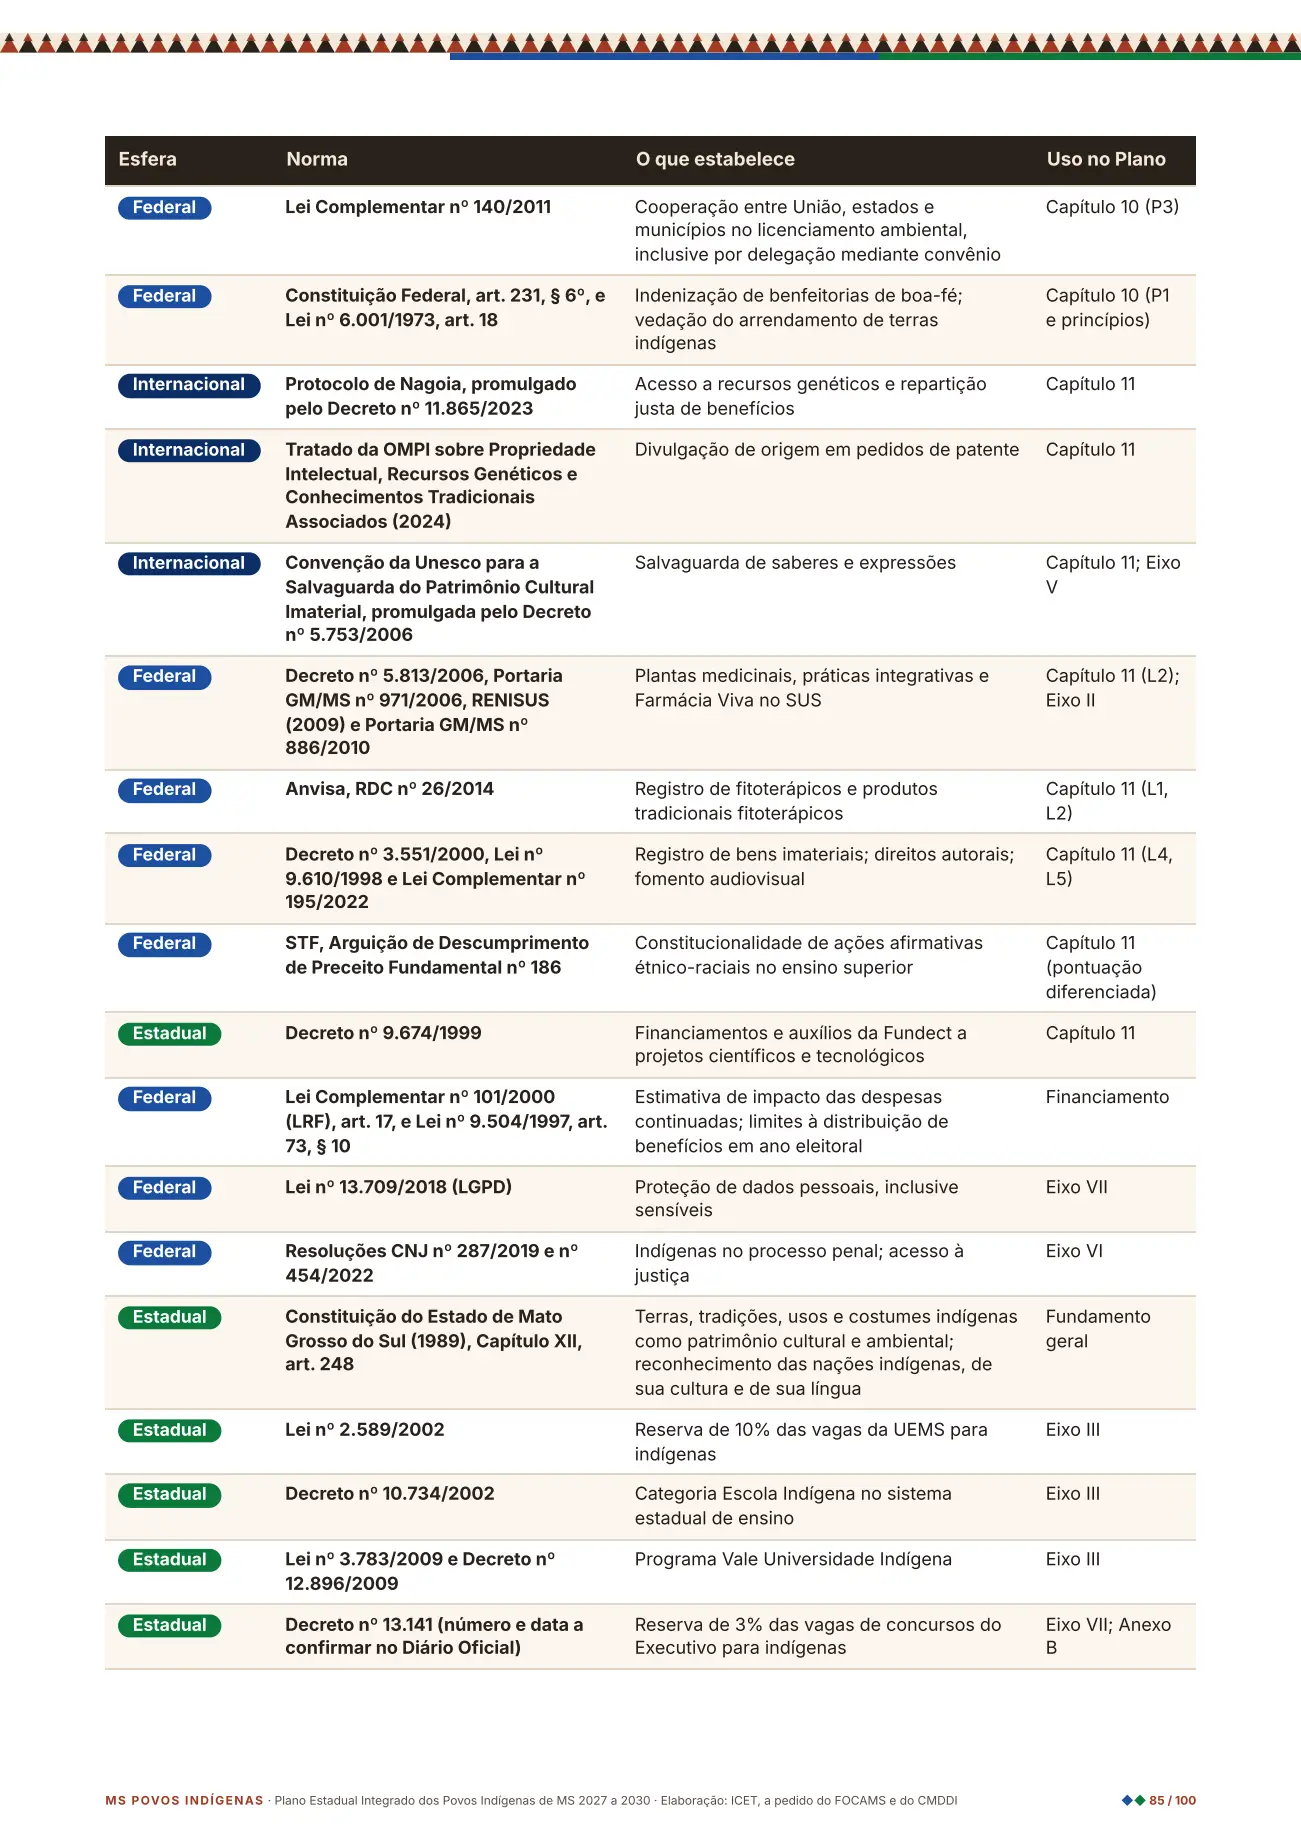 Esfera Norma O que estabelece Uso no Plano
Federal Lei Complementar nº 140/2011 Cooperação entre União, estados e Capítulo 10 (P3)
municípios no licenciamento ambiental,
inclusive por delegação mediante convênio
Federal Constituição Federal, art. 231, § 6º, e Indenização de benfeitorias de boa-fé; Capítulo 10 (P1
Lei nº 6.001/1973, art. 18 vedação do arrendamento de terras e princípios)
indígenas
Internacional Protocolo de Nagoia, promulgado Acesso a recursos genéticos e repartição Capítulo 11
pelo Decreto nº 11.865/2023 justa de benefícios
Internacional Tratado da OMPI sobre Propriedade Divulgação de origem em pedidos de patente Capítulo 11
Intelectual, Recursos Genéticos e
Conhecimentos Tradicionais
Associados (2024)
Internacional Convenção da Unesco para a Salvaguarda de saberes e expressões Capítulo 11; Eixo
Salvaguarda do Patrimônio Cultural V
Imaterial, promulgada pelo Decreto
nº 5.753/2006
Federal Decreto nº 5.813/2006, Portaria Plantas medicinais, práticas integrativas e Capítulo 11 (L2);
GM/MS nº 971/2006, RENISUS Farmácia Viva no SUS Eixo II
(2009) e Portaria GM/MS nº
886/2010
Federal Anvisa, RDC nº 26/2014 Registro de fitoterápicos e produtos Capítulo 11 (L1,
tradicionais fitoterápicos L2)
Federal Decreto nº 3.551/2000, Lei nº Registro de bens imateriais; direitos autorais; Capítulo 11 (L4,
9.610/1998 e Lei Complementar nº fomento audiovisual L5)
195/2022
Federal STF, Arguição de Descumprimento Constitucionalidade de ações afirmativas Capítulo 11
de Preceito Fundamental nº 186 étnico-raciais no ensino superior (pontuação
diferenciada)
Estadual Decreto nº 9.674/1999 Financiamentos e auxílios da Fundect a Capítulo 11
projetos científicos e tecnológicos
Federal Lei Complementar nº 101/2000 Estimativa de impacto das despesas Financiamento
(LRF), art. 17, e Lei nº 9.504/1997, art. continuadas; limites à distribuição de
73, § 10 benefícios em ano eleitoral
Federal Lei nº 13.709/2018 (LGPD) Proteção de dados pessoais, inclusive Eixo VII
sensíveis
Federal Resoluções CNJ nº 287/2019 e nº Indígenas no processo penal; acesso à Eixo VI
454/2022 justiça
Estadual Constituição do Estado de Mato Terras, tradições, usos e costumes indígenas Fundamento
Grosso do Sul (1989), Capítulo XII, como patrimônio cultural e ambiental; geral
art. 248 reconhecimento das nações indígenas, de
sua cultura e de sua língua
Estadual Lei nº 2.589/2002 Reserva de 10% das vagas da UEMS para Eixo III
indígenas
Estadual Decreto nº 10.734/2002 Categoria Escola Indígena no sistema Eixo III
estadual de ensino
Estadual Lei nº 3.783/2009 e Decreto nº Programa Vale Universidade Indígena Eixo III
12.896/2009
Estadual Decreto nº 13.141 (número e data a Reserva de 3% das vagas de concursos do Eixo VII; Anexo
confirmar no Diário Oficial) Executivo para indígenas B
MS POVOS INDÍGENAS · Plano Estadual Integrado dos Povos Indígenas de MS 2027 a 2030 · Elaboração: ICET, a pedido do FOCAMS e do CMDDI 85 / 100